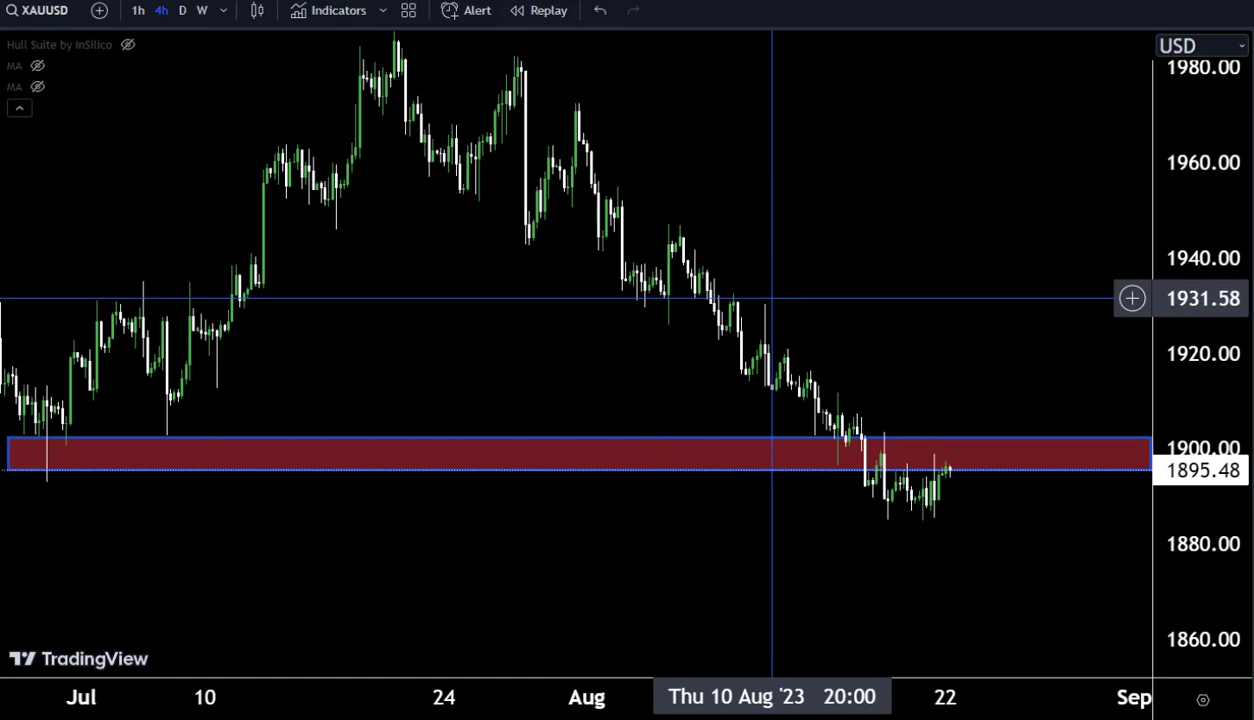 XAUUSD 1h 4h D W Indicators Alert Replay
Hull Suite by InSilico
MA
MA
USD
1980.00
1960.00
1940.00
1931.58
1920.00
1900.00
1895.48
1880.00
1860.00
TradingView
Jul 10 24 Aug Thu 10 Aug '23 20:00 22 Sep